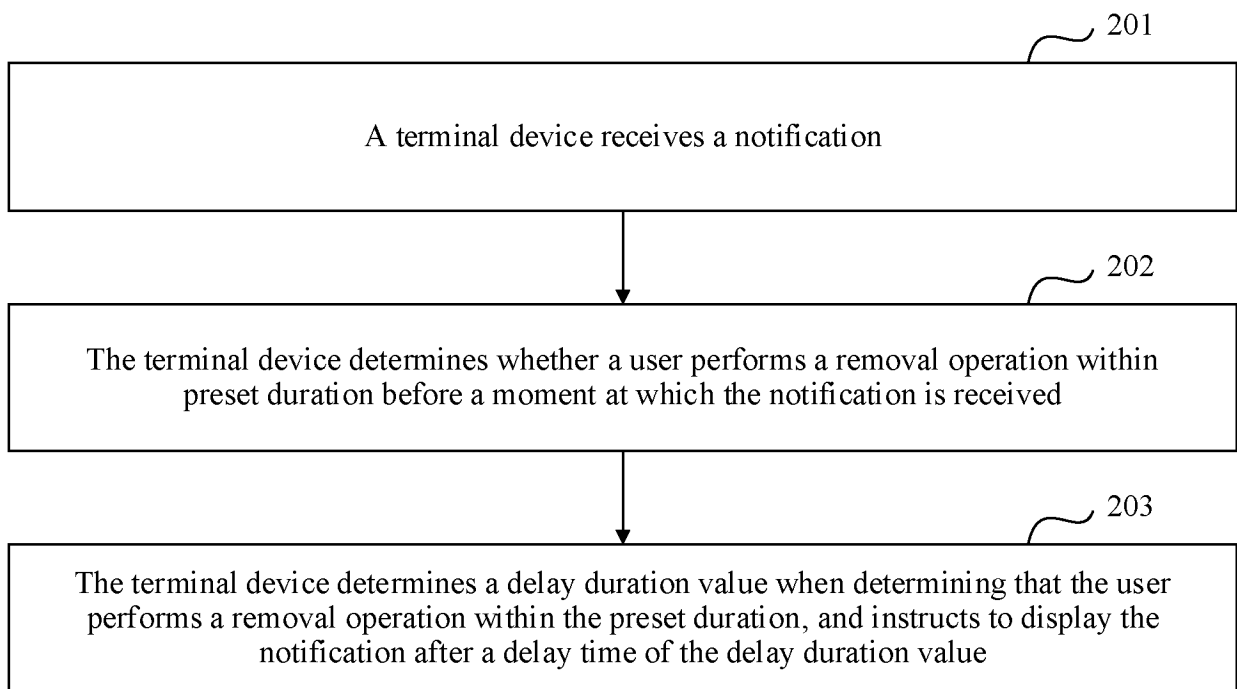 201
A terminal device receives a notification
202
The terminal device determines whether a user performs a removal operation within
preset duration before a moment at which the notification is received
203
The terminal device determines a delay duration value when determining that the user
performs a removal operation within the preset duration, and instructs to display the
notification after a delay time of the delay duration value